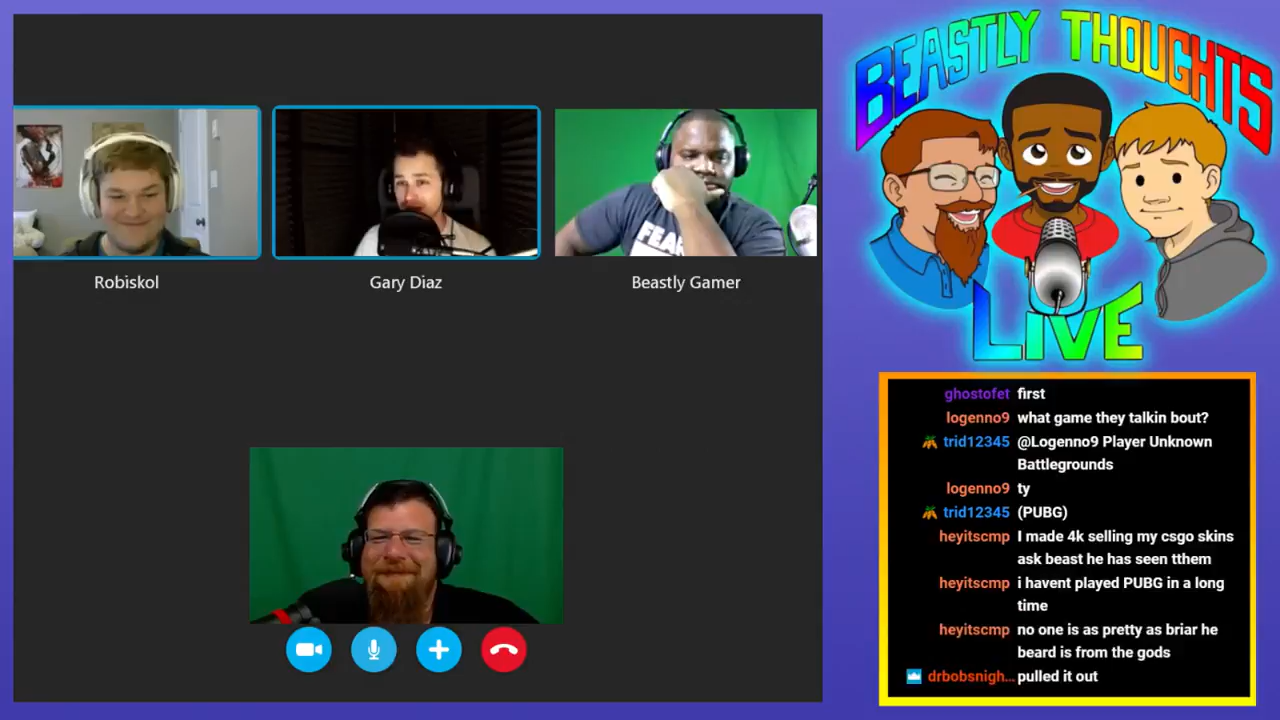 BEASTLY THOUGHTS
LIVE
FEAR
Robiskol
Gary Diaz
Beastly Gamer
ghostofet first
logenno9 what game they talkin bout?
trid12345 @Logenno9 Player Unknown
Battlegrounds
logenno9 ty
trid12345 (PUBG)
heyitscmp I made 4k selling my csgo skins
ask beast he has seen tthem
heyitscmp i havent played PUBG in a long
time
heyitscmp no one is as pretty as briar he
beard is from the gods
drbobsnigh... pulled it out